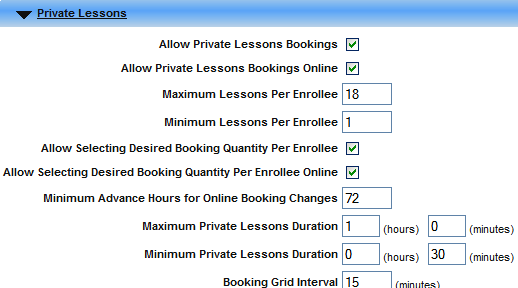 Private Lessons
Allow Private Lessons Bookings
Allow Private Lessons Bookings Online
Maximum Lessons Per Enrollee 18
Minimum Lessons Per Enrollee 1
Allow Selecting Desired Booking Quantity Per Enrollee
Allow Selecting Desired Booking Quantity Per Enrollee Online
Minimum Advance Hours for Online Booking Changes 72
Maximum Private Lessons Duration 1 (hours) 0 (minutes)
Minimum Private Lessons Duration 0 (hours) 30 (minutes)
Booking Grid Interval 15 (minutes)